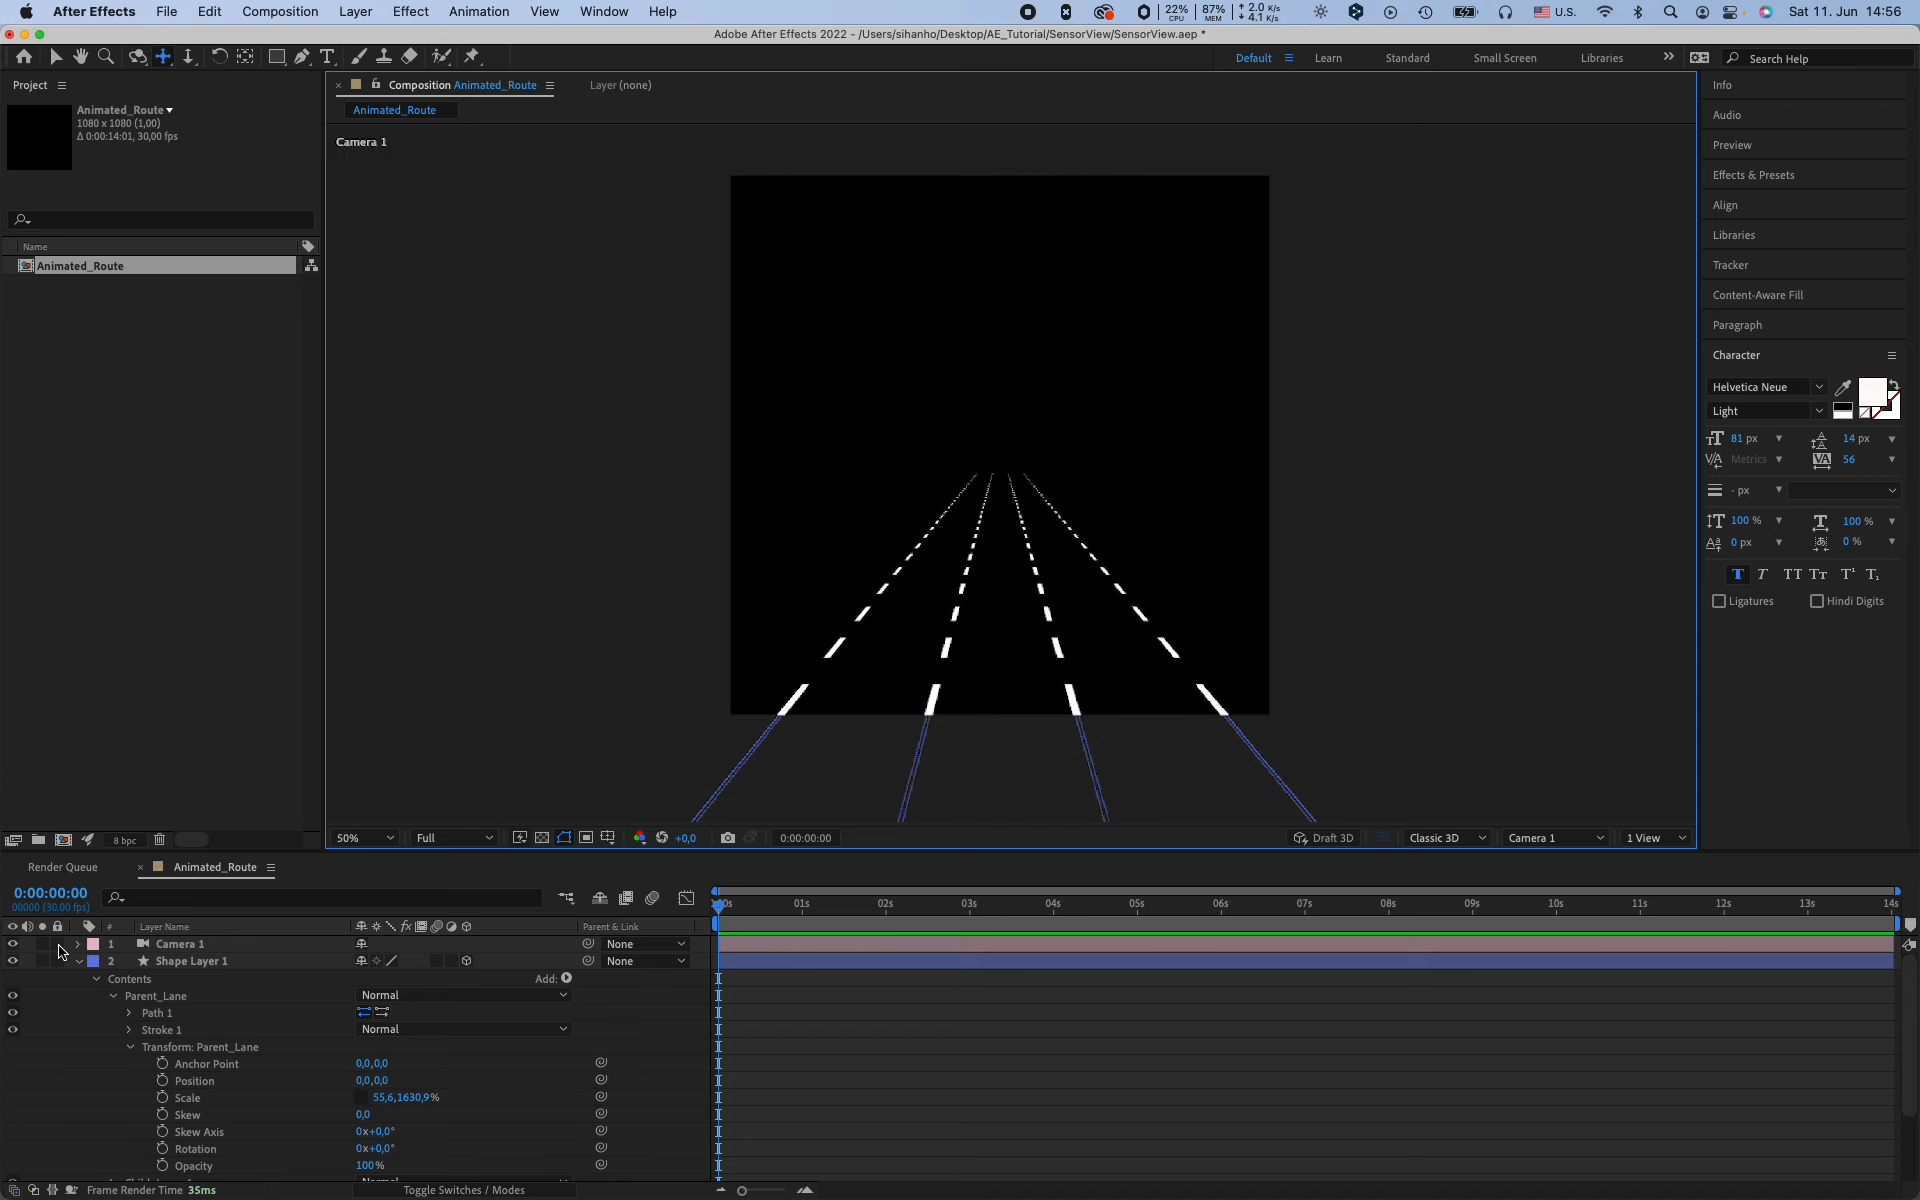 After Effects File Edit Composition Layer Effect Animation View Window Help
22% CPU 87% MEM 2.0 K/s 4.1 K/s U.S. Sat 11. Jun 14:56
Adobe After Effects 2022 - /Users/sihanho/Desktop/AE_Tutorial/SensorView/SensorView.aep *
Default Learn Standard Small Screen Libraries Search Help
Project
Animated_Route
1080 x 1080 (1,00)
Δ 0:00:14:01, 30,00 fps
Name
Animated_Route
8 bpc
Composition Animated_Route Layer (none)
Animated_Route
Camera 1
50% Full +0,0 0:00:00:00 Draft 3D Classic 3D Camera 1 1 View
Info
Audio
Preview
Effects & Presets
Align
Libraries
Tracker
Content-Aware Fill
Paragraph
Character
Helvetica Neue
Light
81 px 14 px
Metrics 56
- px
100 % 100 %
0 px 0 %
T T TT Tт T¹ T₁
Ligatures Hindi Digits
Render Queue Animated_Route
0:00:00:00
00000 (30.00 fps)
01s 02s 03s 04s 05s 06s 07s 08s 09s 10s 11s 12s 13s 14s
# Layer Name Parent & Link
1 Camera 1 None
2 Shape Layer 1 None
Contents Add:
Parent_Lane Normal
Path 1
Stroke 1 Normal
Transform: Parent_Lane
Anchor Point 0,0,0,0
Position 0,0,0,0
Scale 55,6,1630,9%
Skew 0,0
Skew Axis 0x+0,0°
Rotation 0x+0,0°
Opacity 100%
Frame Render Time 35ms Toggle Switches / Modes